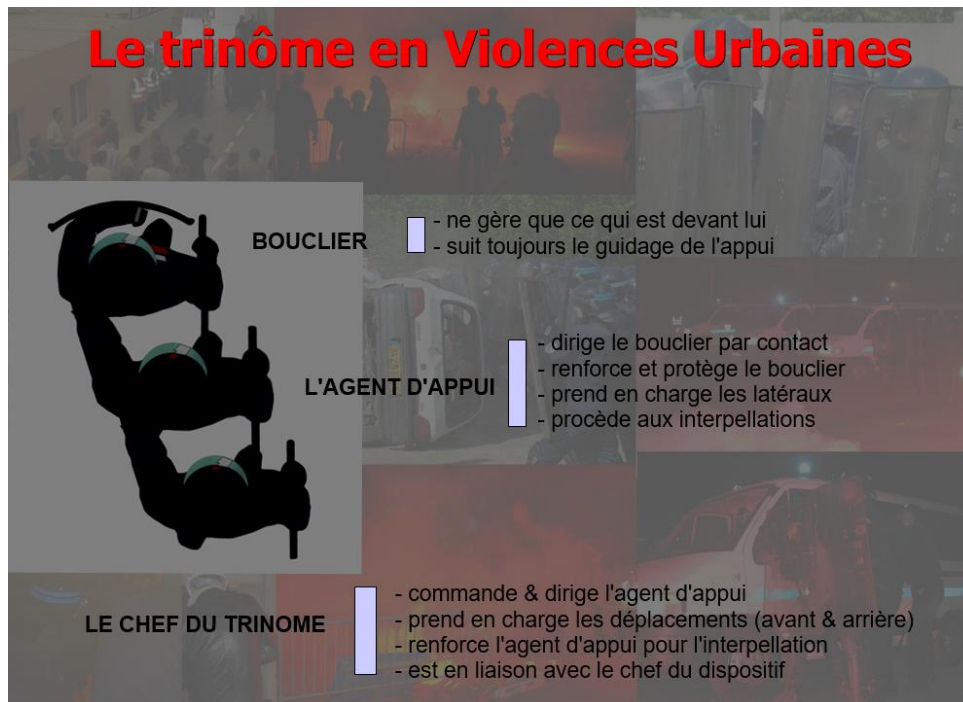 Le trinôme en Violences Urbaines
BOUCLIER
- ne gère que ce qui est devant lui
- suit toujours le guidage de l'appui
L'AGENT D'APPUI
- dirige le bouclier par contact
- renforce et protège le bouclier
- prend en charge les latéraux
- procède aux interpellations
LE CHEF DU TRINOME
- commande & dirige l'agent d'appui
- prend en charge les déplacements (avant & arrière)
- renforce l'agent d'appui pour l'interpellation
- est en liaison avec le chef du dispositif